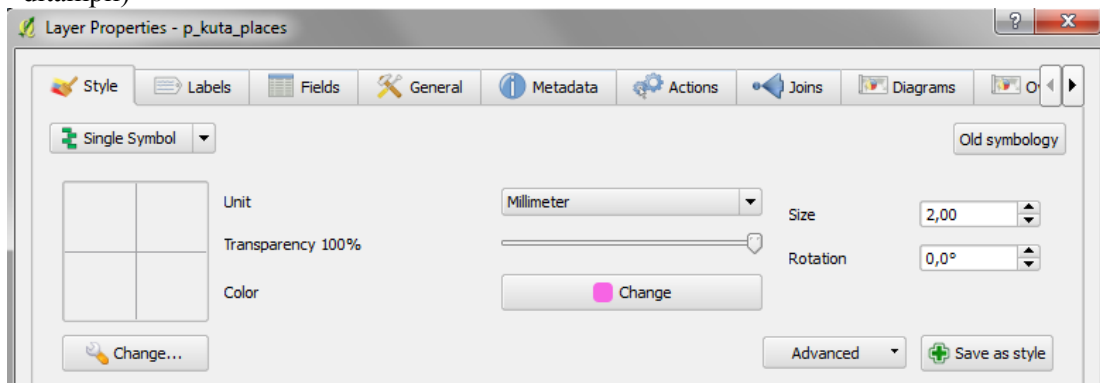 ditampil)
Layer Properties - p_kuta_places
Style Labels Fields General Metadata Actions Joins Diagrams
Single Symbol Old symbology
Unit Millimeter Size 2,00
Transparency 100% Rotation 0,0°
Color Change
Change... Advanced Save as style